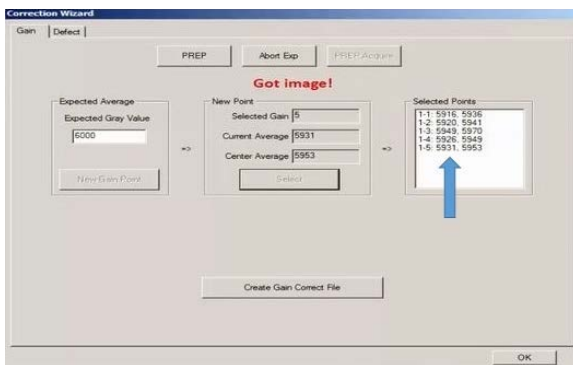 Correction Wizard
Gain
Defect
PREP
Abort Exp
PREP Acquire
Got image!
Expected Average
Expected Gray Value
6000
New Gain Point
=>
New Point
Selected Gain 5
Current Average 5931
Center Average 5953
Select
=>
Selected Points
1-1: 5916, 5936
1-2: 5920, 5941
1-3: 5949, 5970
1-4: 5926, 5949
1-5: 5931, 5953
Create Gain Correct File
OK